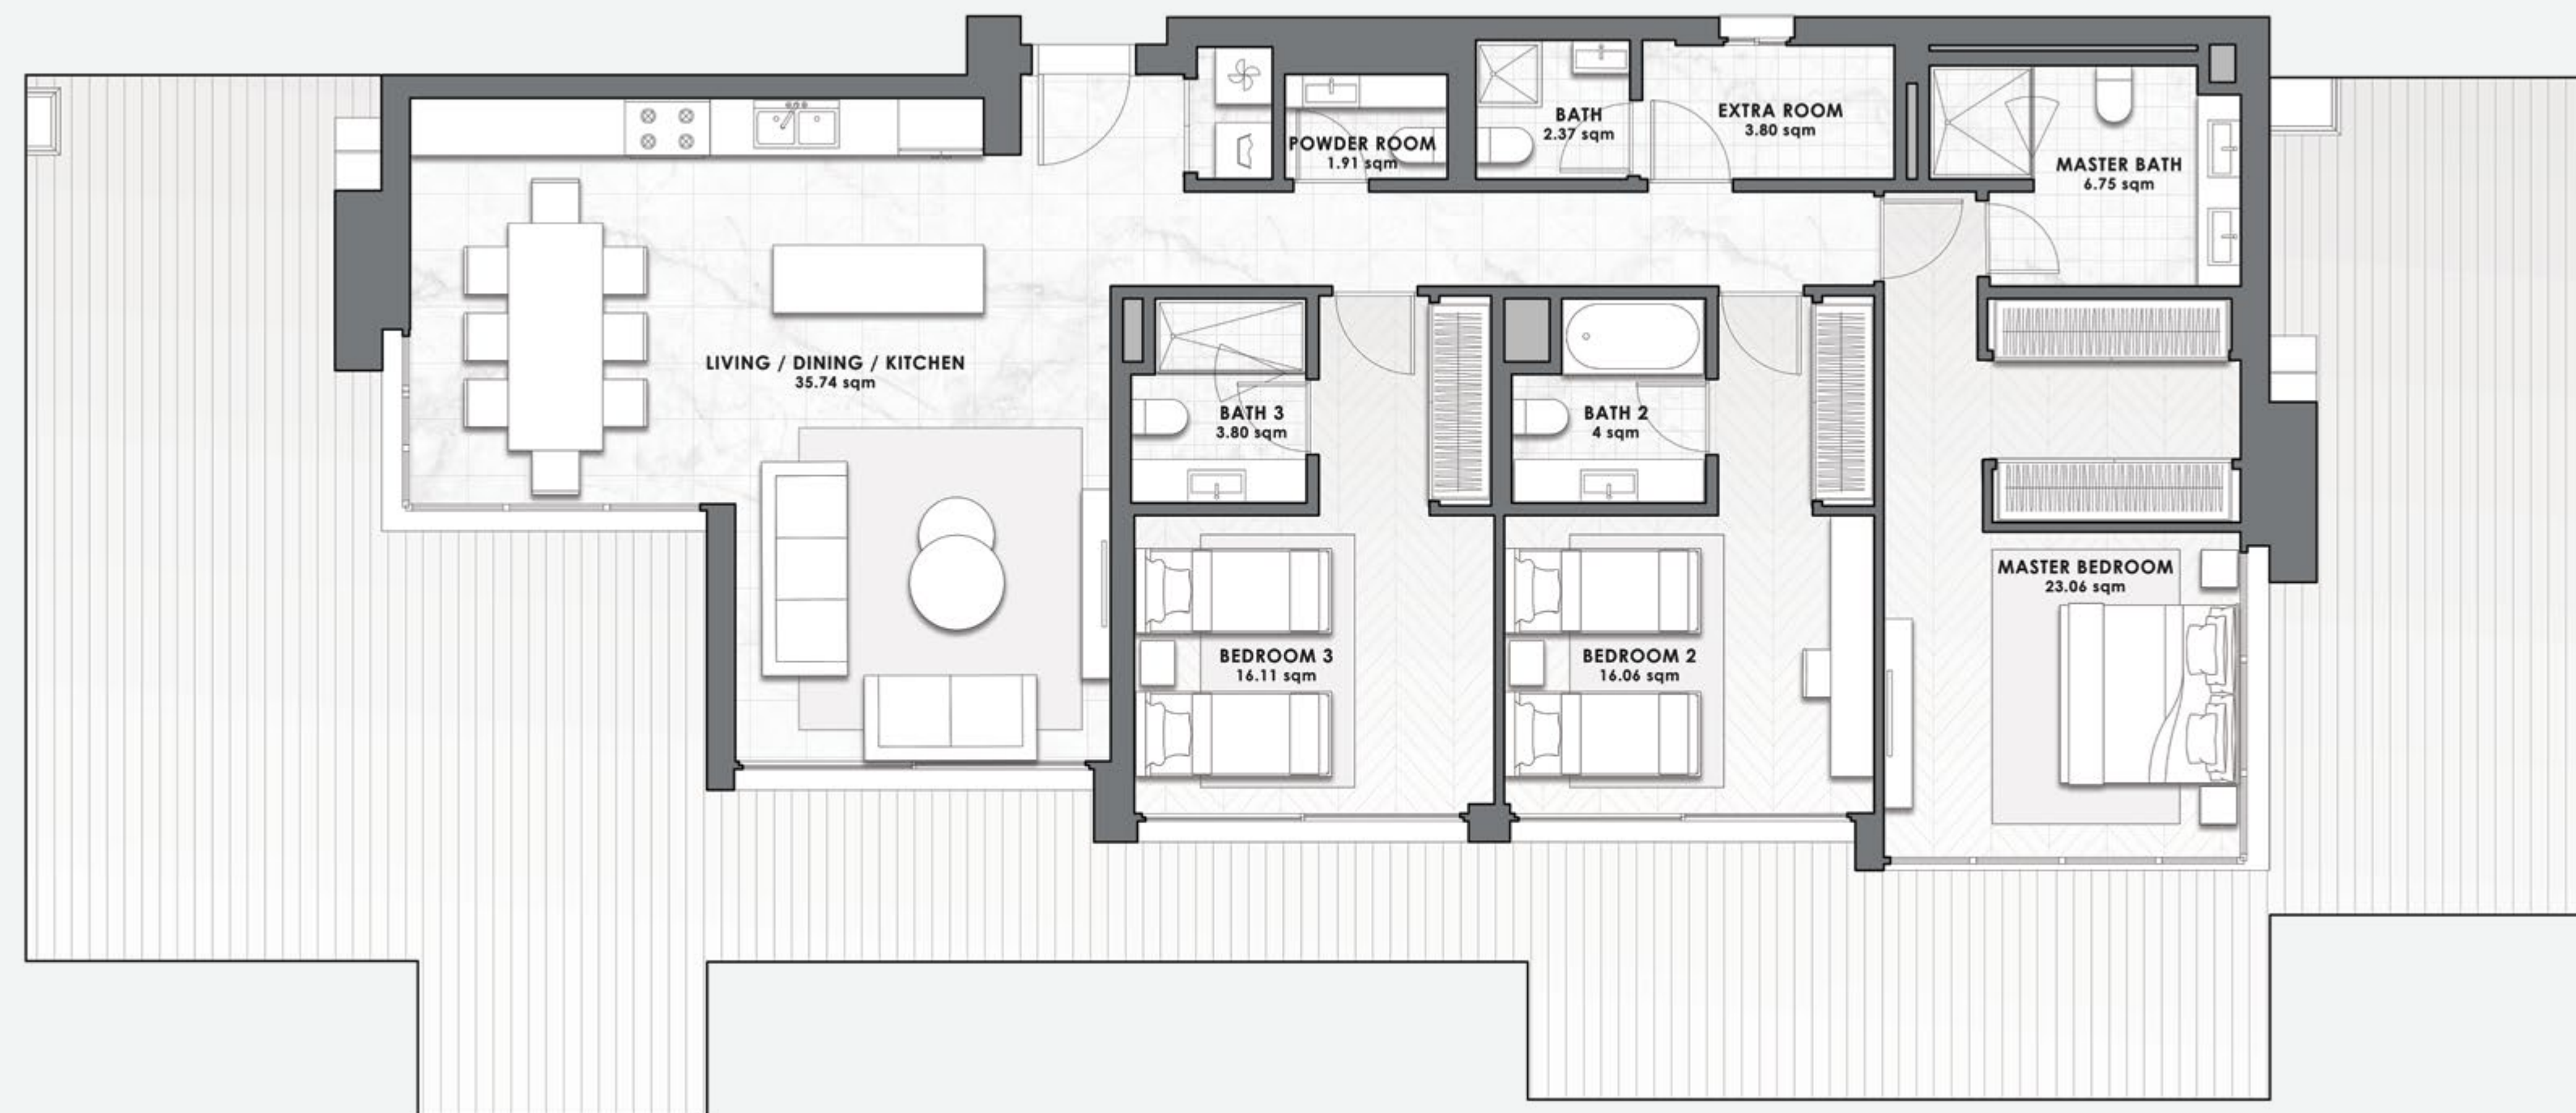 BATH
2.37 sqm
EXTRA ROOM
3.80 sqm
POWDER ROOM
1.91 sqm
MASTER BATH
6.75 sqm
LIVING / DINING / KITCHEN
35.74 sqm
BATH 3
3.80 sqm
BATH 2
4 sqm
MASTER BEDROOM
23.06 sqm
BEDROOM 3
16.11 sqm
BEDROOM 2
16.06 sqm